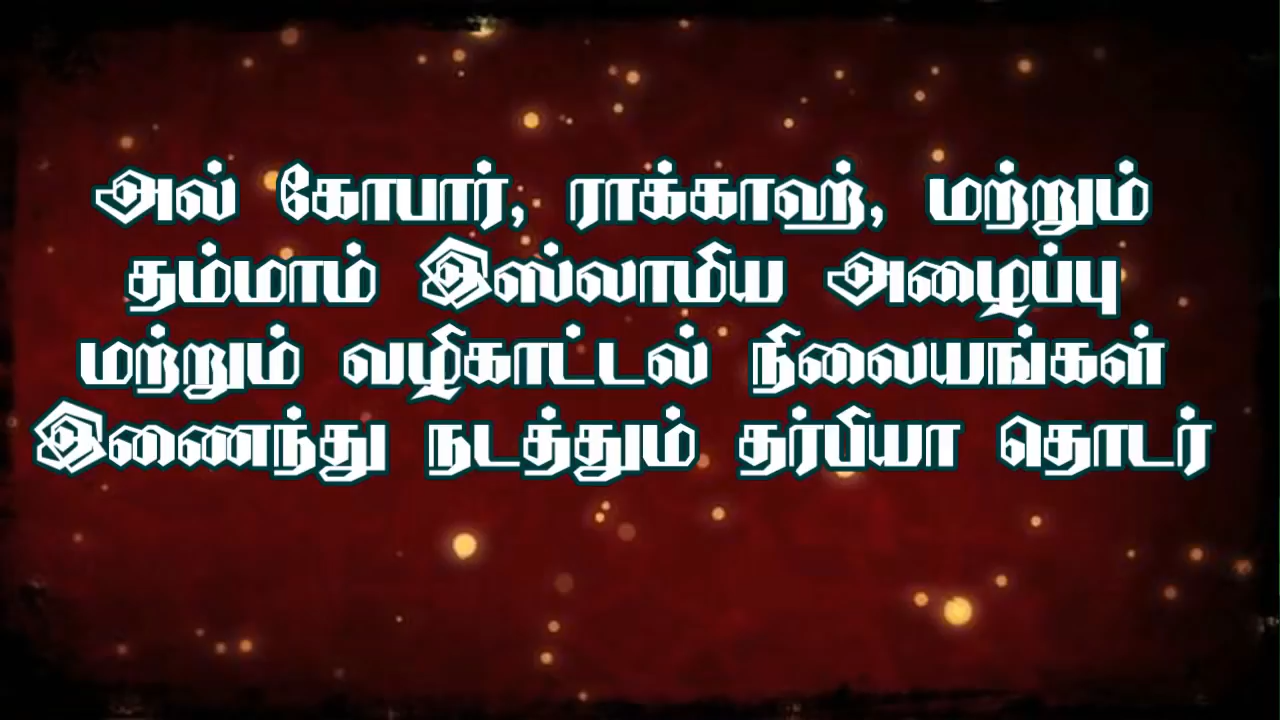 அல் கோபார், ராக்காஹ், மற்றும்
தம்மாம் இஸ்லாமிய அழைப்பு
மற்றும் வழிகாட்டல் நிலையங்கள்
இணைந்து நடத்தும் தர்பியா தொடர்